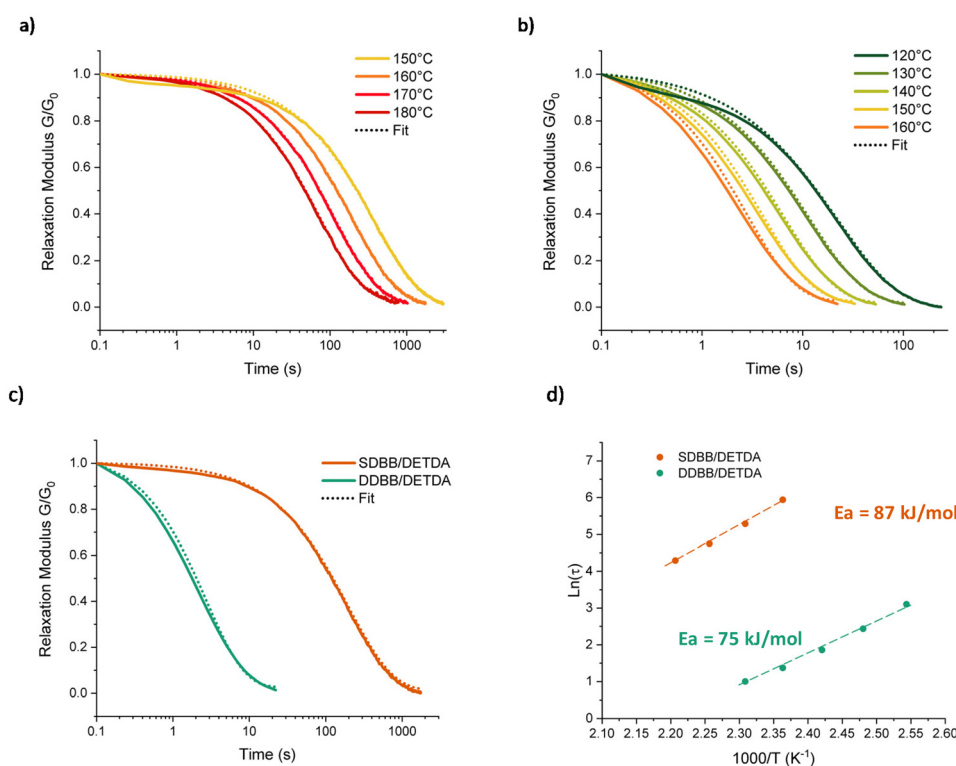 a)
Relaxation Modulus G/G₀
1.0
0.8
0.6
0.4
0.2
0.0
150°C
160°C
170°C
180°C
Fit
0.1 1 10 100 1000
Time (s)
b)
Relaxation Modulus G/G₀
1.0
0.8
0.6
0.4
0.2
0.0
120°C
130°C
140°C
150°C
160°C
Fit
0.1 1 10 100
Time (s)
c)
Relaxation Modulus G/G₀
1.0
0.8
0.6
0.4
0.2
0.0
SDBB/DETDA
DDBB/DETDA
Fit
0.1 1 10 100 1000
Time (s)
d)
Ln(τ)
7
6
5
4
3
2
1
0
SDBB/DETDA
DDBB/DETDA
Ea = 87 kJ/mol
Ea = 75 kJ/mol
2.10 2.15 2.20 2.25 2.30 2.35 2.40 2.45 2.50 2.55 2.60
1000/T (K⁻¹)